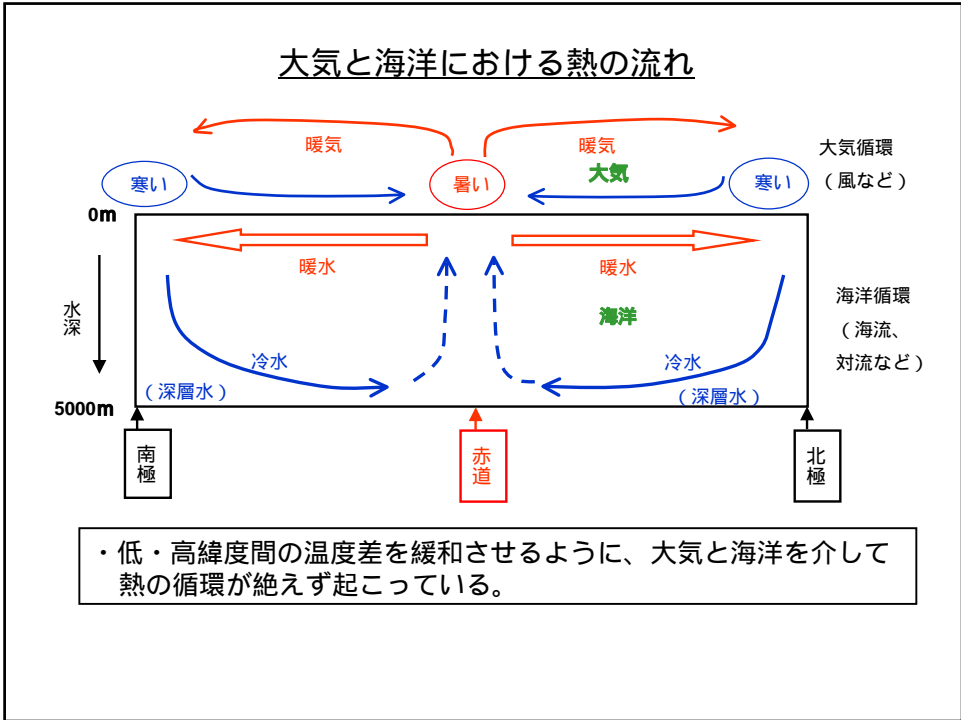 大気と海洋における熱の流れ
暖気
暖気
大気
寒い
暑い
寒い
大気循環
（風など）
0m
暖水
暖水
水深
海洋
海洋循環
（海流、
対流など）
冷水
冷水
（深層水）
（深層水）
5000m
南極
赤道
北極
・低・高緯度間の温度差を緩和させるように、大気と海洋を介して
熱の循環が絶えず起こっている。